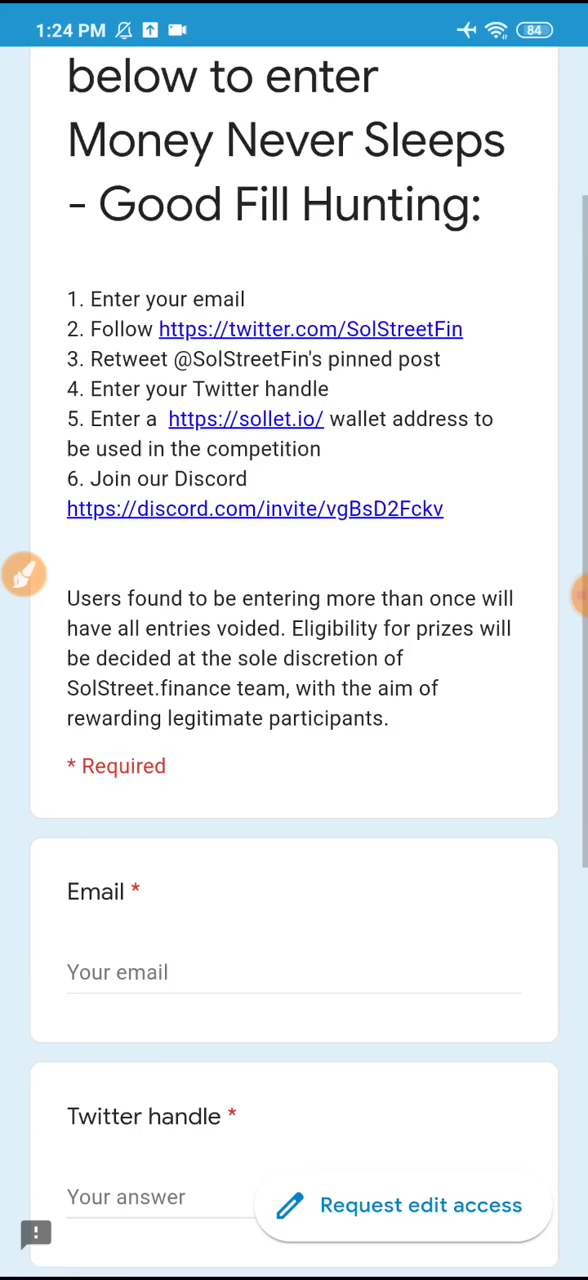 1:24 PM 84
below to enter
Money Never Sleeps
- Good Fill Hunting:
1. Enter your email
2. Follow https://twitter.com/SolStreetFin
3. Retweet @SolStreetFin's pinned post
4. Enter your Twitter handle
5. Enter a https://sollet.io/ wallet address to
be used in the competition
6. Join our Discord
https://discord.com/invite/vgBsD2Fckv
Users found to be entering more than once will
have all entries voided. Eligibility for prizes will
be decided at the sole discretion of
SolStreet.finance team, with the aim of
rewarding legitimate participants.
* Required
Email *
Your email
Twitter handle *
Your answer
Request edit access